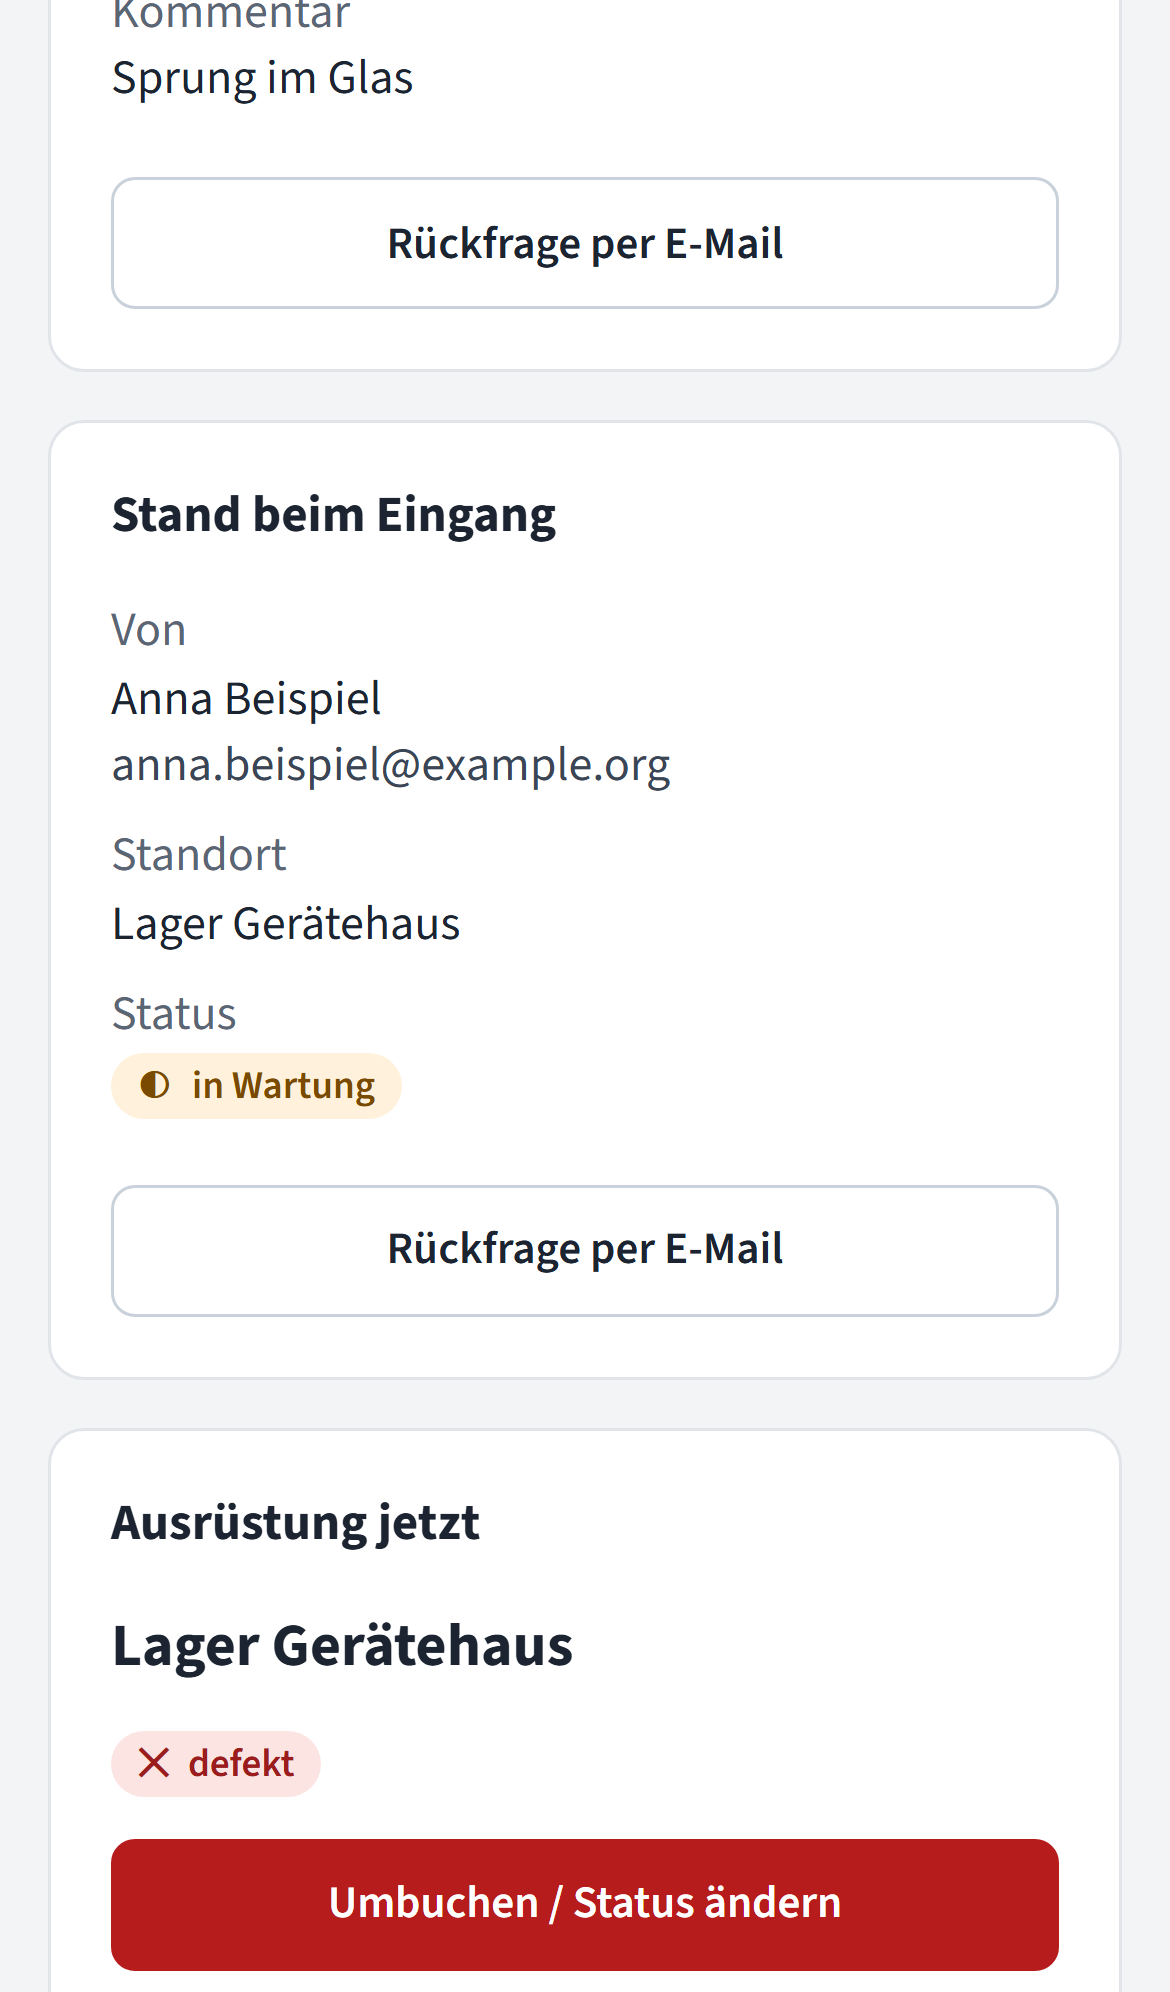 Kommentar
Sprung im Glas
Rückfrage per E-Mail
Stand beim Eingang
Von
Anna Beispiel
anna.beispiel@example.org
Standort
Lager Gerätehaus
Status
in Wartung
Rückfrage per E-Mail
Ausrüstung jetzt
Lager Gerätehaus
defekt
Umbuchen / Status ändern